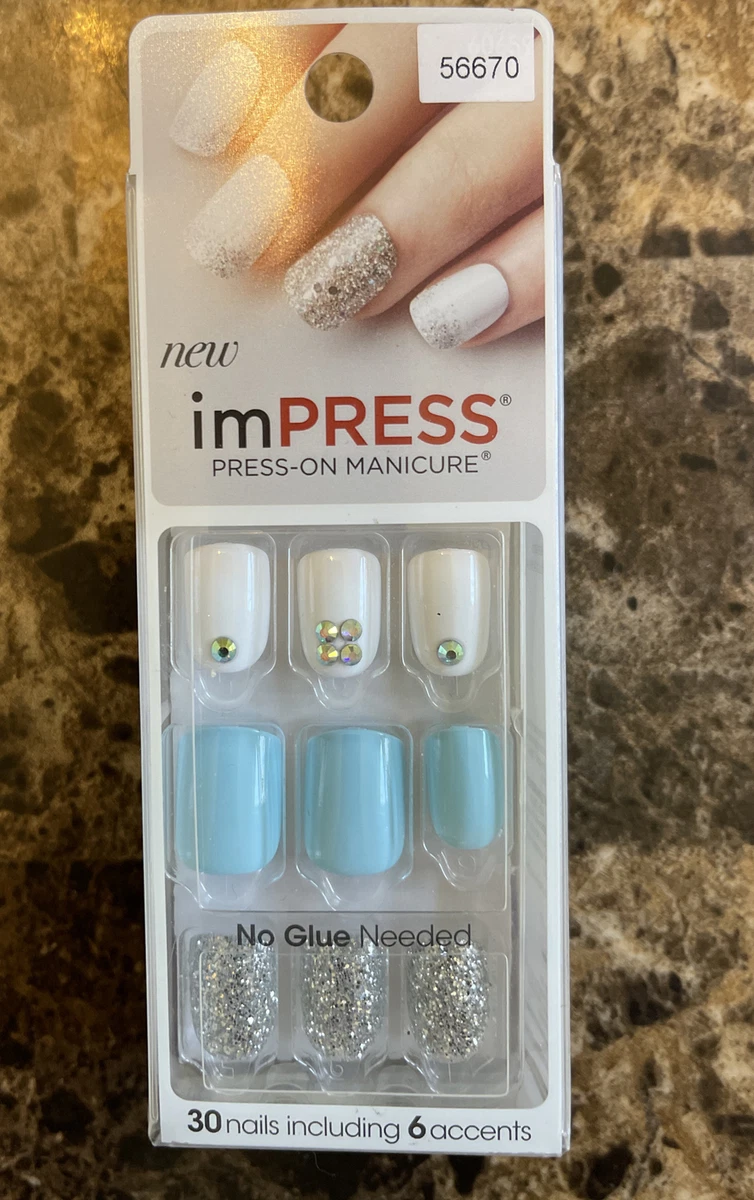 56670
new
imPRESS®
PRESS-ON MANICURE®
No Glue Needed
30 nails including 6 accents